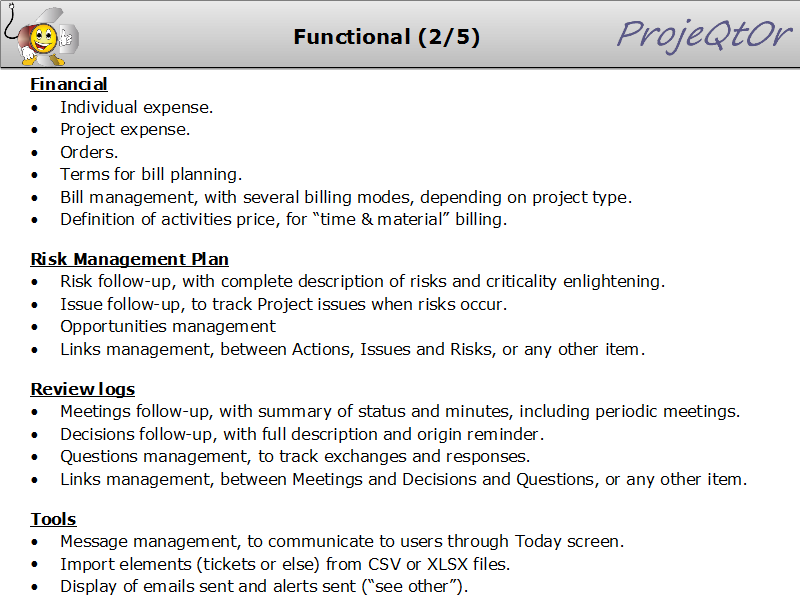 Functional (2/5)
ProjeQtOr
Financial
• Individual expense.
• Project expense.
• Orders.
• Terms for bill planning.
• Bill management, with several billing modes, depending on project type.
• Definition of activities price, for “time & material” billing.
Risk Management Plan
• Risk follow-up, with complete description of risks and criticality enlightening.
• Issue follow-up, to track Project issues when risks occur.
• Opportunities management
• Links management, between Actions, Issues and Risks, or any other item.
Review logs
• Meetings follow-up, with summary of status and minutes, including periodic meetings.
• Decisions follow-up, with full description and origin reminder.
• Questions management, to track exchanges and responses.
• Links management, between Meetings and Decisions and Questions, or any other item.
Tools
• Message management, to communicate to users through Today screen.
• Import elements (tickets or else) from CSV or XLSX files.
• Display of emails sent and alerts sent (“see other”).